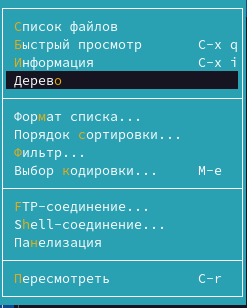 Список файлов
Быстрый просмотр C-x q
Информация C-x i
Дерево
Формат списка...
Порядок сортировки...
Фильтр...
Выбор кодировки... M-e
FTP-соединение...
Shell-соединение...
Панелизация
Пересмотреть C-r